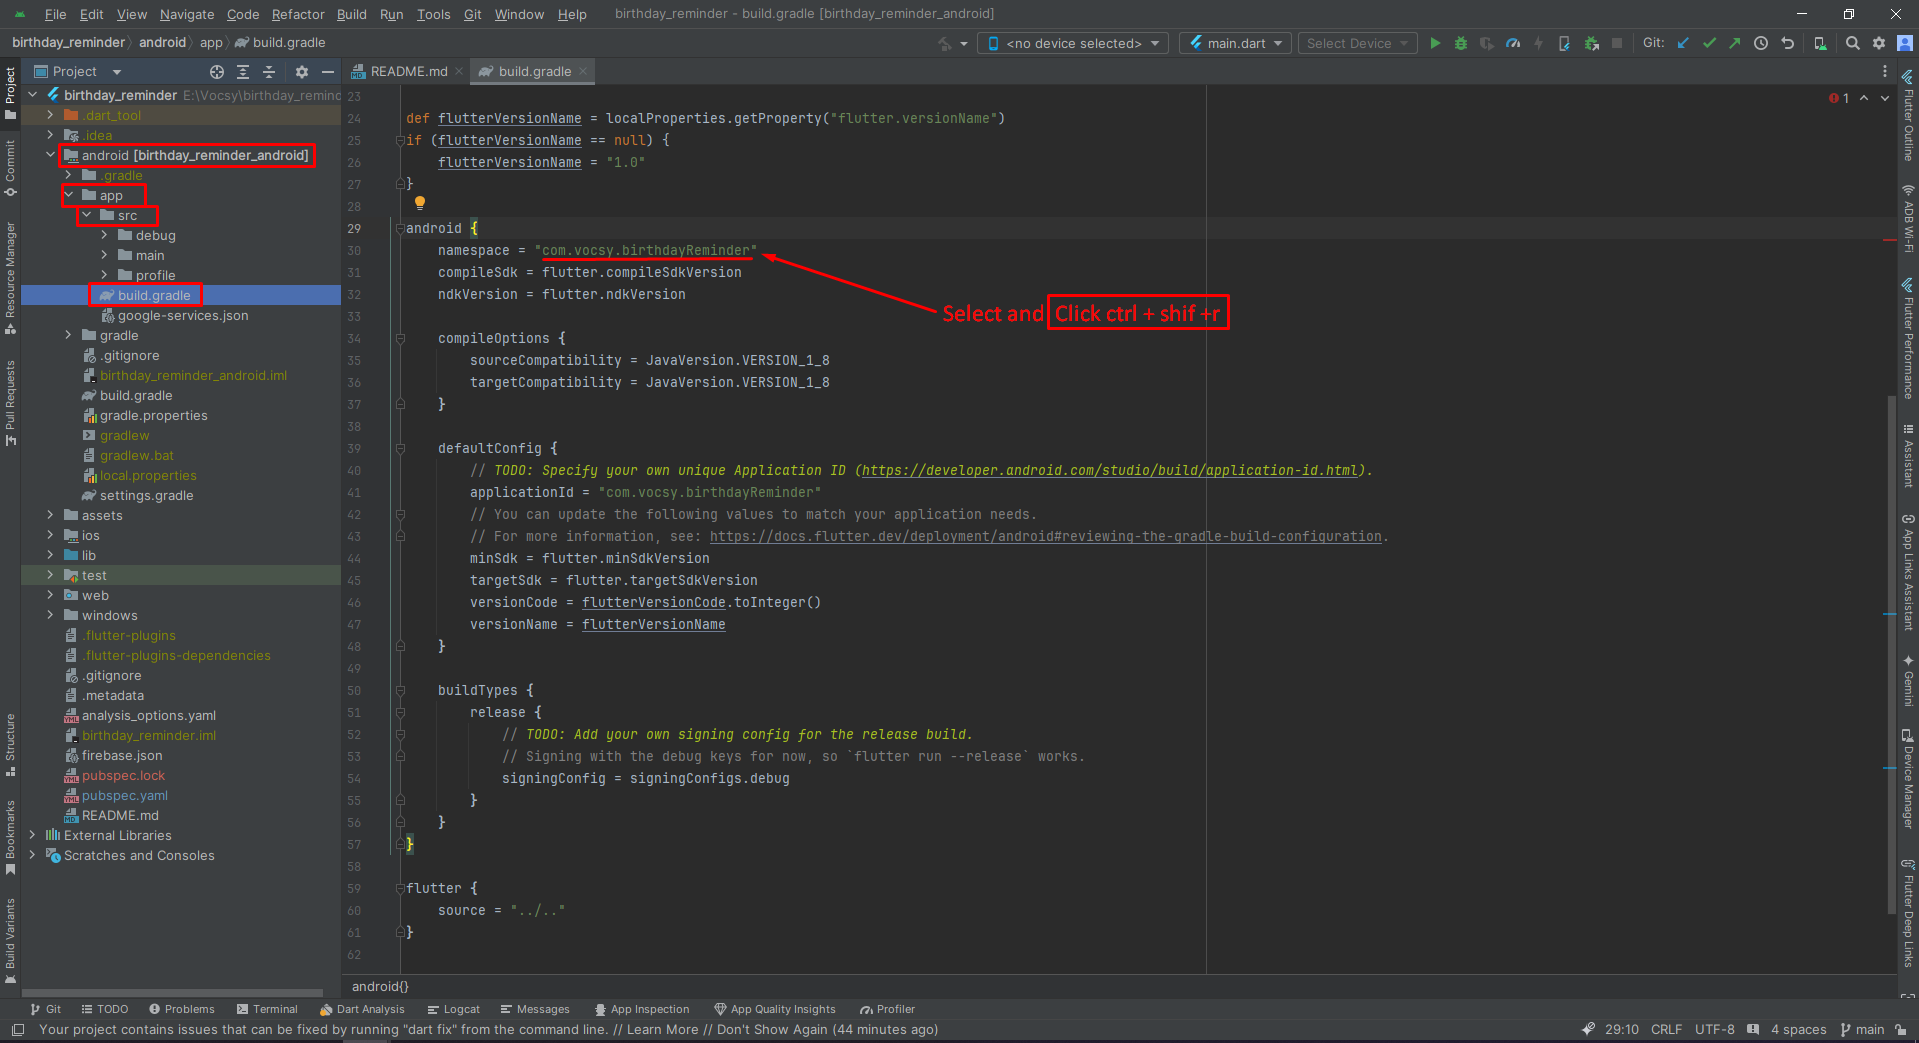 File Edit View Navigate Code Refactor Build Run Tools Git Window Help birthday_reminder - build.gradle [birthday_reminder_android]
birthday_reminder android app build.gradle <no device selected> main.dart Select Device Git:
Project README.md build.gradle
birthday_reminder E:\Vocsy\birthday_remind
.dart_tool
.idea
android [birthday_reminder_android]
.gradle
app
src
debug
main
profile
build.gradle
google-services.json
gradle
.gitignore
birthday_reminder_android.iml
build.gradle
gradle.properties
gradlew
gradlew.bat
local.properties
settings.gradle
assets
ios
lib
test
web
windows
.flutter-plugins
.flutter-plugins-dependencies
.gitignore
.metadata
analysis_options.yaml
birthday_reminder.iml
firebase.json
pubspec.lock
pubspec.yaml
README.md
External Libraries
Scratches and Consoles
Project
Commit
Resource Manager
Pull Requests
Structure
Bookmarks
Build Variants
23 1
24 def flutterVersionName = localProperties.getProperty("flutter.versionName")
25 if (flutterVersionName == null) {
26 flutterVersionName = "1.0"
27 }
28
29 android {
30 namespace = "com.vocsy.birthdayReminder"
31 compileSdk = flutter.compileSdkVersion
32 ndkVersion = flutter.ndkVersion
33
Select and Click ctrl + shif +r
34 compileOptions {
35 sourceCompatibility = JavaVersion.VERSION_1_8
36 targetCompatibility = JavaVersion.VERSION_1_8
37 }
38
39 defaultConfig {
40 // TODO: Specify your own unique Application ID (https://developer.android.com/studio/build/application-id.html).
41 applicationId = "com.vocsy.birthdayReminder"
42 // You can update the following values to match your application needs.
43 // For more information, see: https://docs.flutter.dev/deployment/android#reviewing-the-gradle-build-configuration.
44 minSdk = flutter.minSdkVersion
45 targetSdk = flutter.targetSdkVersion
46 versionCode = flutterVersionCode.toInteger()
47 versionName = flutterVersionName
48 }
49
50 buildTypes {
51 release {
52 // TODO: Add your own signing config for the release build.
53 // Signing with the debug keys for now, so `flutter run --release` works.
54 signingConfig = signingConfigs.debug
55 }
56 }
57 }
58
59 flutter {
60 source = "../.."
61 }
62
android{}
Flutter Outline
ADB Wi-Fi
Flutter Performance
Assistant
App Links Assistant
Gemini
Device Manager
Flutter Deep Links
Git TODO Problems Terminal Dart Analysis Logcat Messages App Inspection App Quality Insights Profiler
Your project contains issues that can be fixed by running "dart fix" from the command line. // Learn More // Don't Show Again (44 minutes ago) 29:10 CRLF UTF-8 4 spaces main